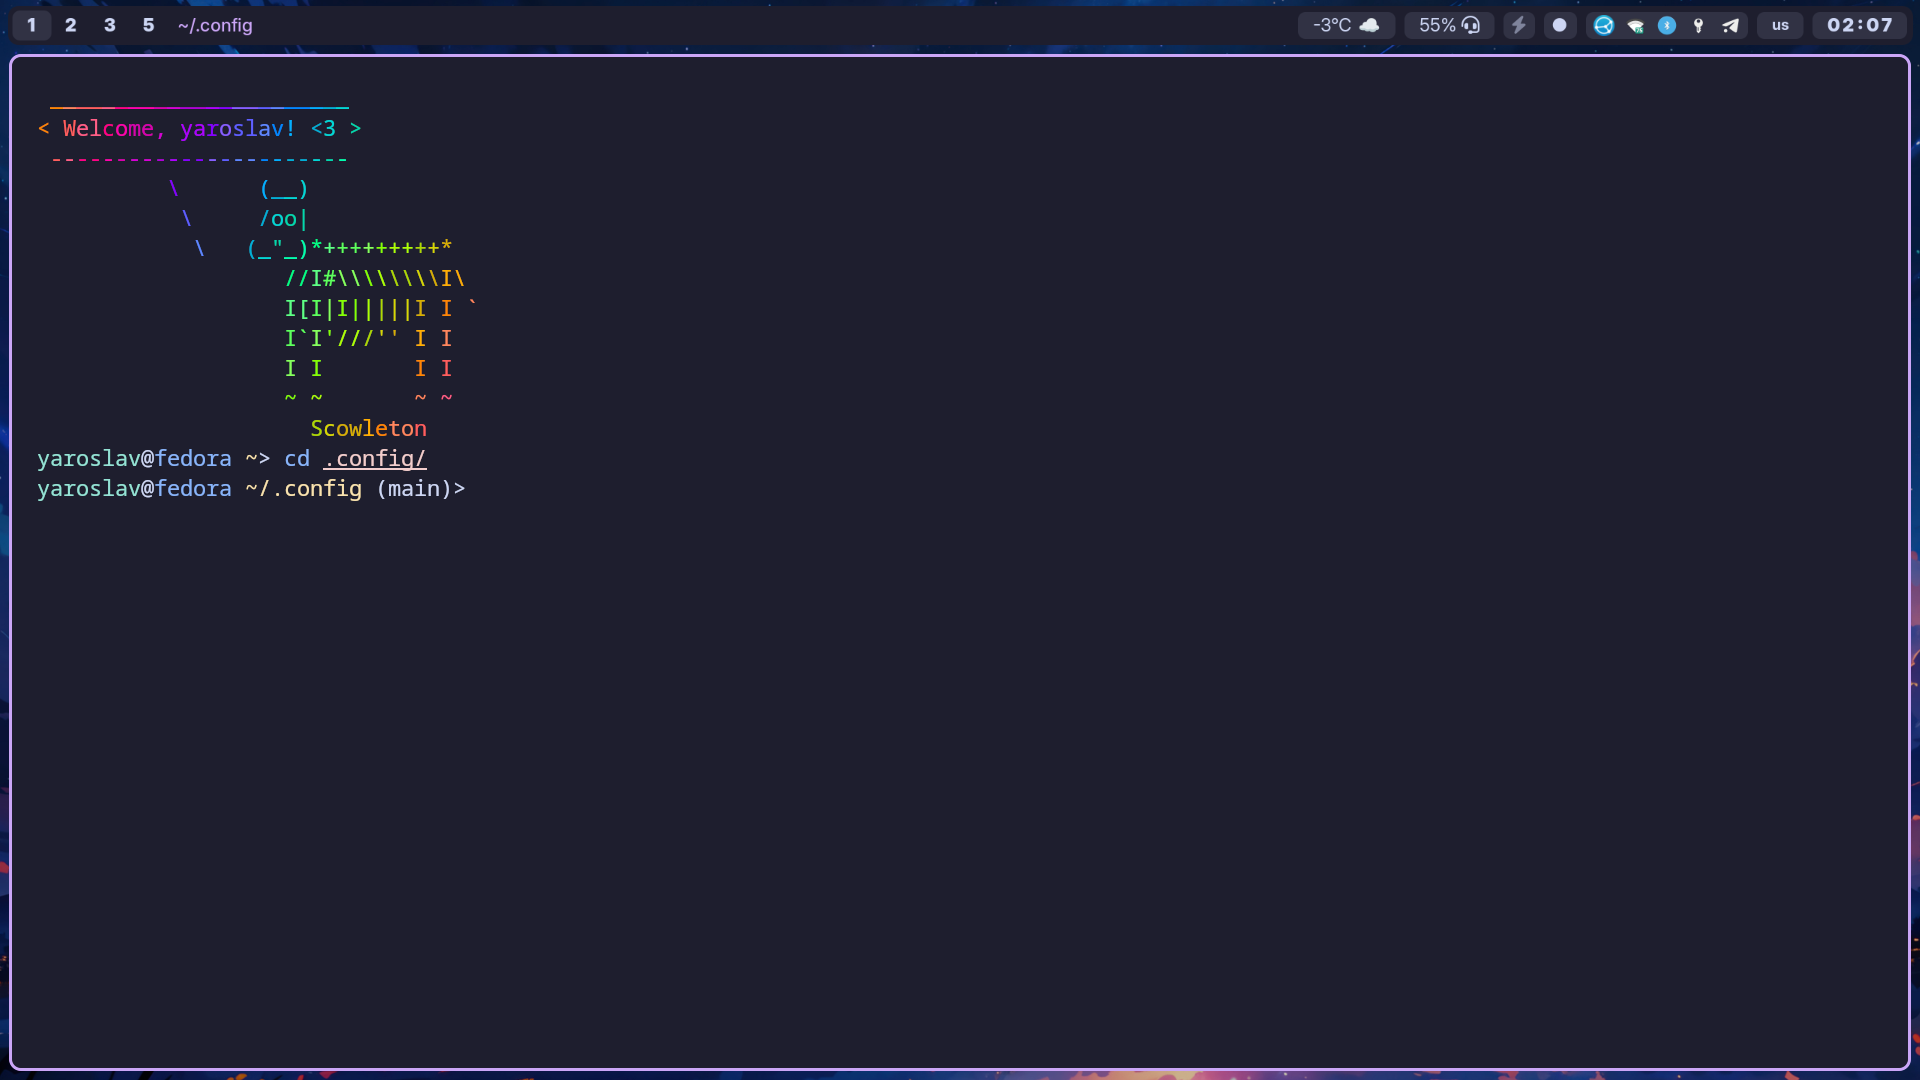 1 2 3 5 ~/.config -3°C 55% us 02:07
_______________________
< Welcome, yaroslav! <3 >
-----------------------
\ (__)
\ /oo|
\ (_"_)*+++++++++*
//I#\\\\\\\\I\
I[I|I|||||I I `
I`I'///'' I I
I I I I
~ ~ ~ ~
Scowleton
yaroslav@fedora ~> cd .config/
yaroslav@fedora ~/.config (main)>